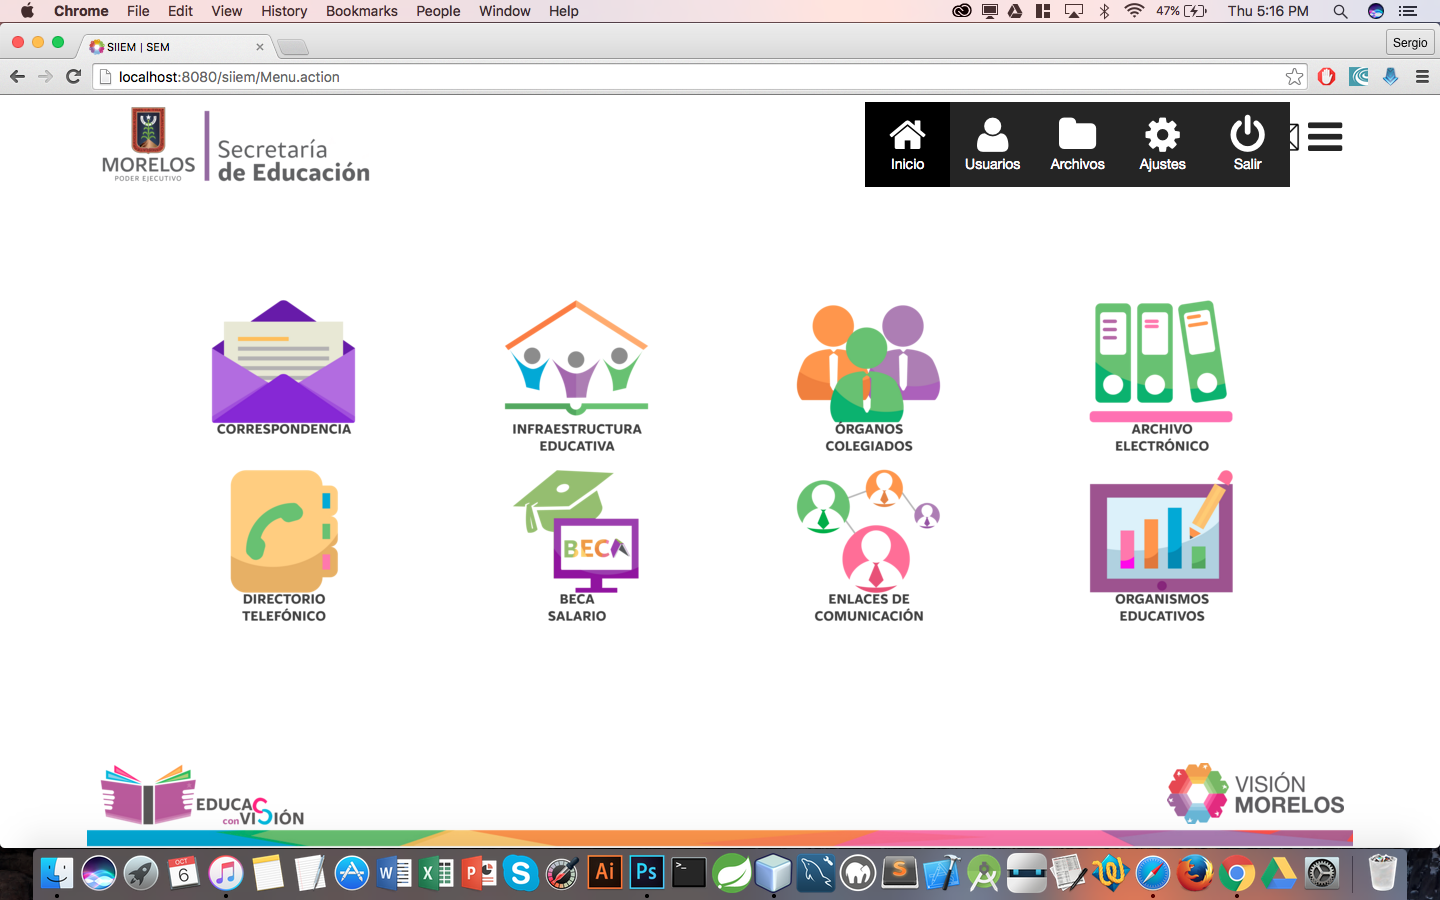 Chrome File Edit View History Bookmarks People Window Help 47% Thu 5:16 PM
SIIEM | SEM
Sergio
localhost:8080/siiem/Menu.action
MORELOS
PODER EJECUTIVO
Secretaría
de Educación
Inicio Usuarios Archivos Ajustes Salir
CORRESPONDENCIA
INFRAESTRUCTURA
EDUCATIVA
ÓRGANOS
COLEGIADOS
ARCHIVO
ELECTRÓNICO
BECA
DIRECTORIO
TELEFÓNICO
BECA
SALARIO
ENLACES DE
COMUNICACIÓN
ORGANISMOS
EDUCATIVOS
EDUCACIÓN
con VISIÓN
VISIÓN
MORELOS
OCT
6
W
X
P
S
Ai
Ps
S